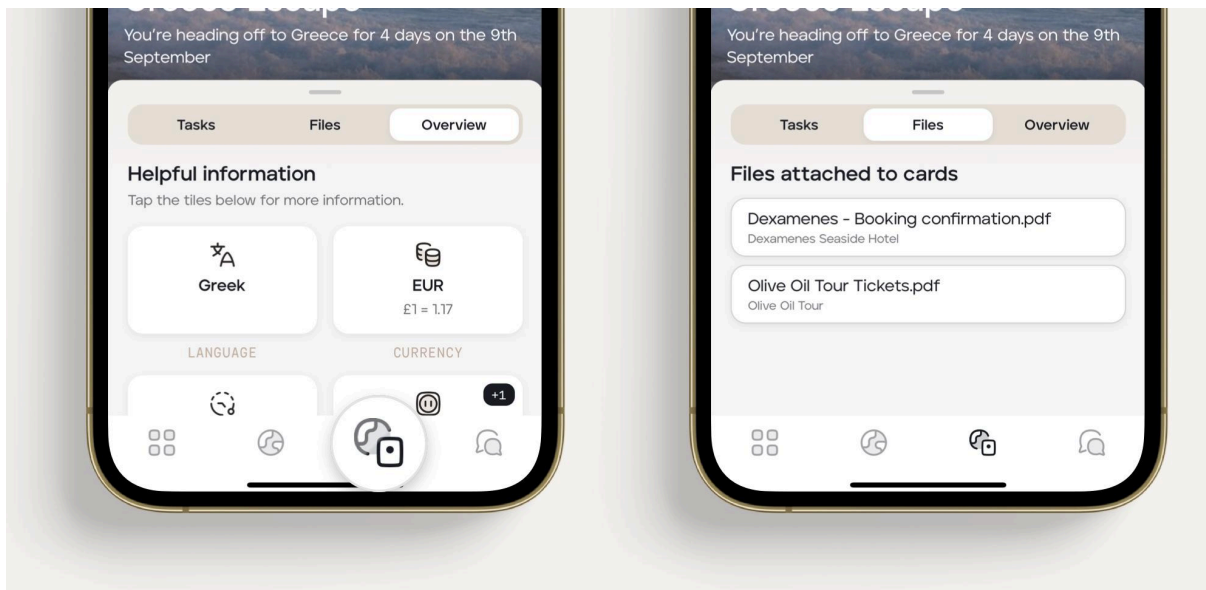 You're heading off to Greece for 4 days on the 9th
September
Tasks Files Overview
Helpful information
Tap the tiles below for more information.
Greek
EUR
£1 = 1.17
LANGUAGE
CURRENCY
+1
You're heading off to Greece for 4 days on the 9th
September
Tasks Files Overview
Files attached to cards
Dexamenes - Booking confirmation.pdf
Dexamenes Seaside Hotel
Olive Oil Tour Tickets.pdf
Olive Oil Tour